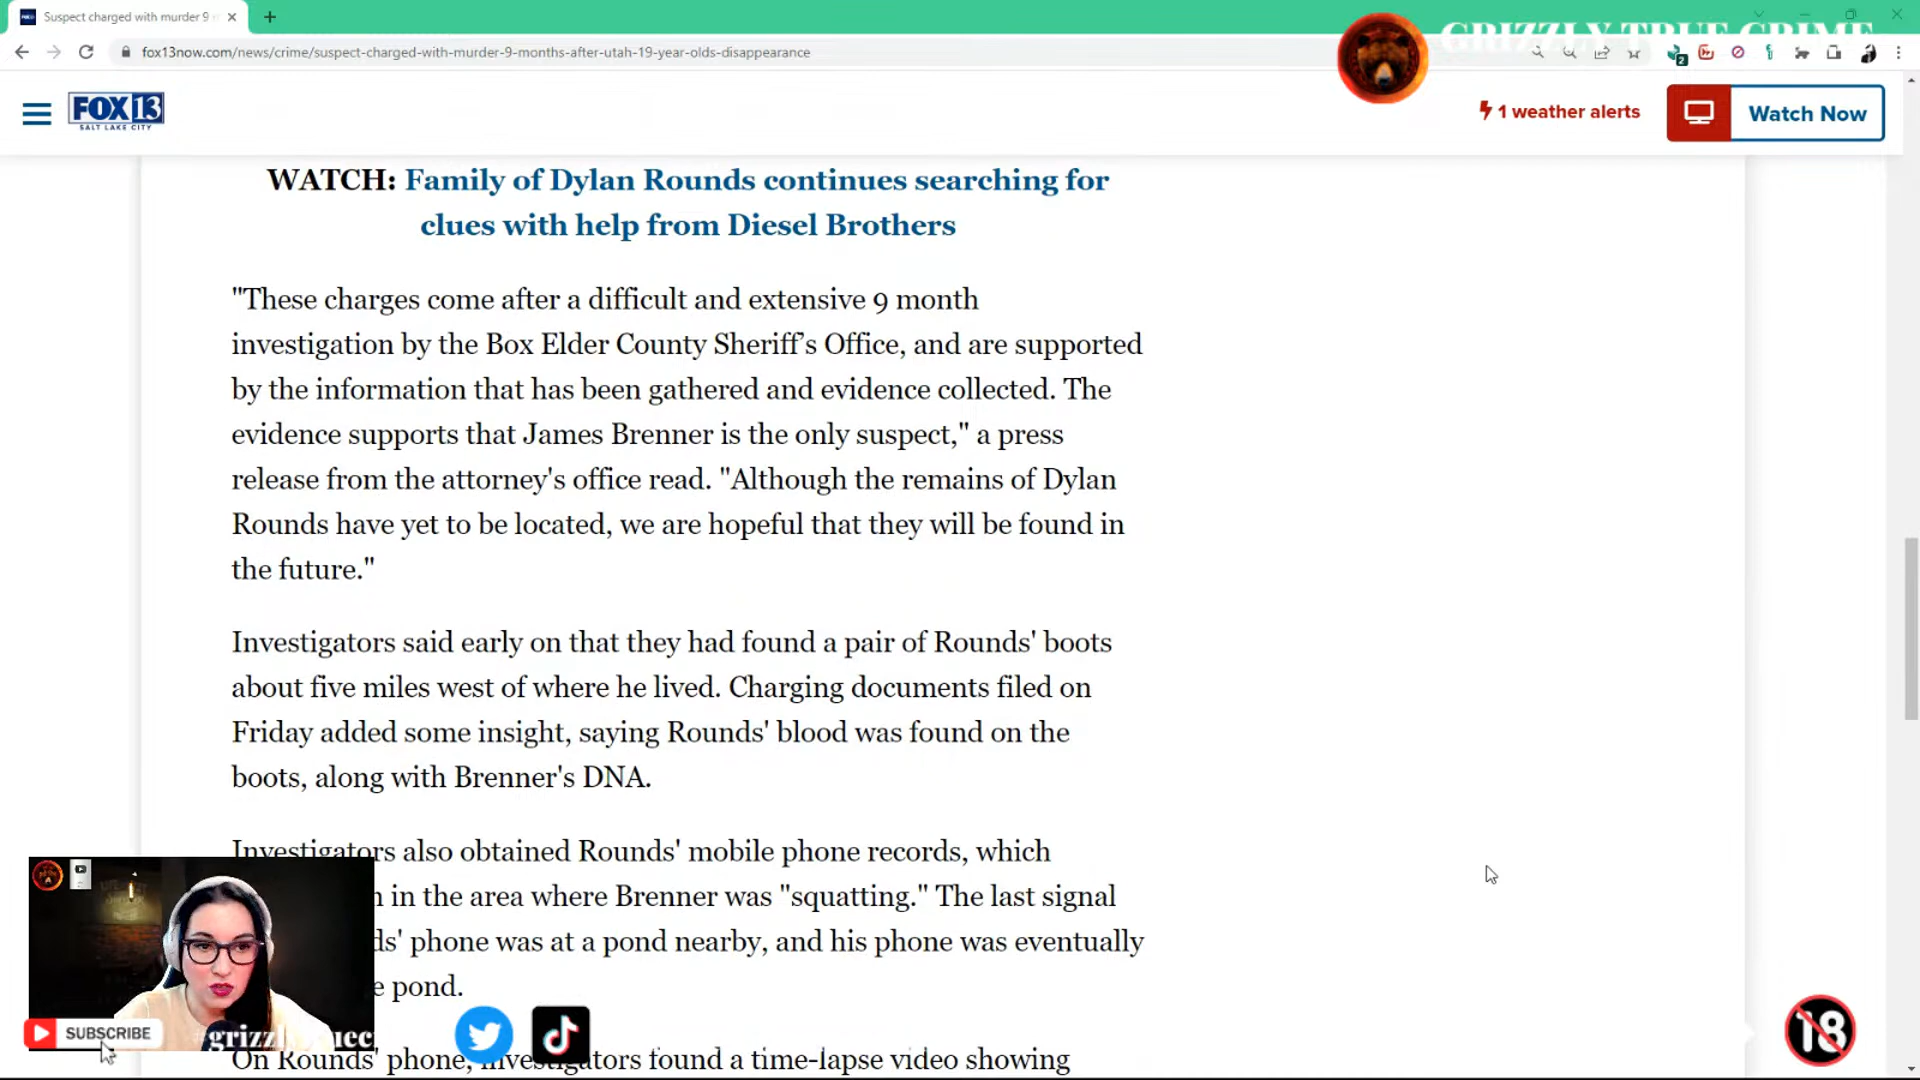 Suspect charged with murder 9
GRIZZLY TRUE CRIME
fox13now.com/news/crime/suspect-charged-with-murder-9-months-after-utah-19-year-olds-disappearance
2
FOX 13
SALT LAKE CITY
1 weather alerts
Watch Now
WATCH: Family of Dylan Rounds continues searching for
clues with help from Diesel Brothers
"These charges come after a difficult and extensive 9 month
investigation by the Box Elder County Sheriff's Office, and are supported
by the information that has been gathered and evidence collected. The
evidence supports that James Brenner is the only suspect," a press
release from the attorney's office read. "Although the remains of Dylan
Rounds have yet to be located, we are hopeful that they will be found in
the future."
Investigators said early on that they had found a pair of Rounds' boots
about five miles west of where he lived. Charging documents filed on
Friday added some insight, saying Rounds' blood was found on the
boots, along with Brenner's DNA.
Investigators also obtained Rounds' mobile phone records, which
in the area where Brenner was "squatting." The last signal
ds' phone was at a pond nearby, and his phone was eventually
e pond.
SUBSCRIBE
18
On Rounds' phone, investigators found a time-lapse video showing